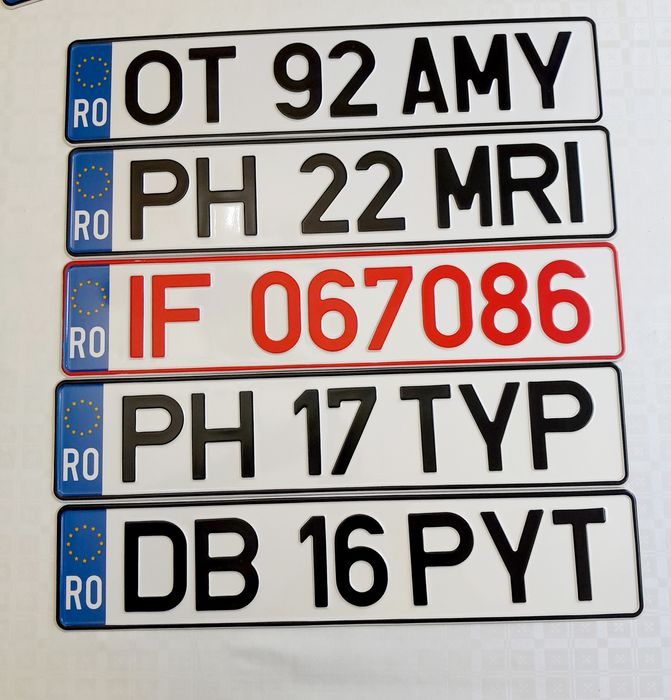 RO OT 92 AMY
RO PH 22 MRI
RO IF 067086
RO PH 17 TYP
RO DB 16 PYT